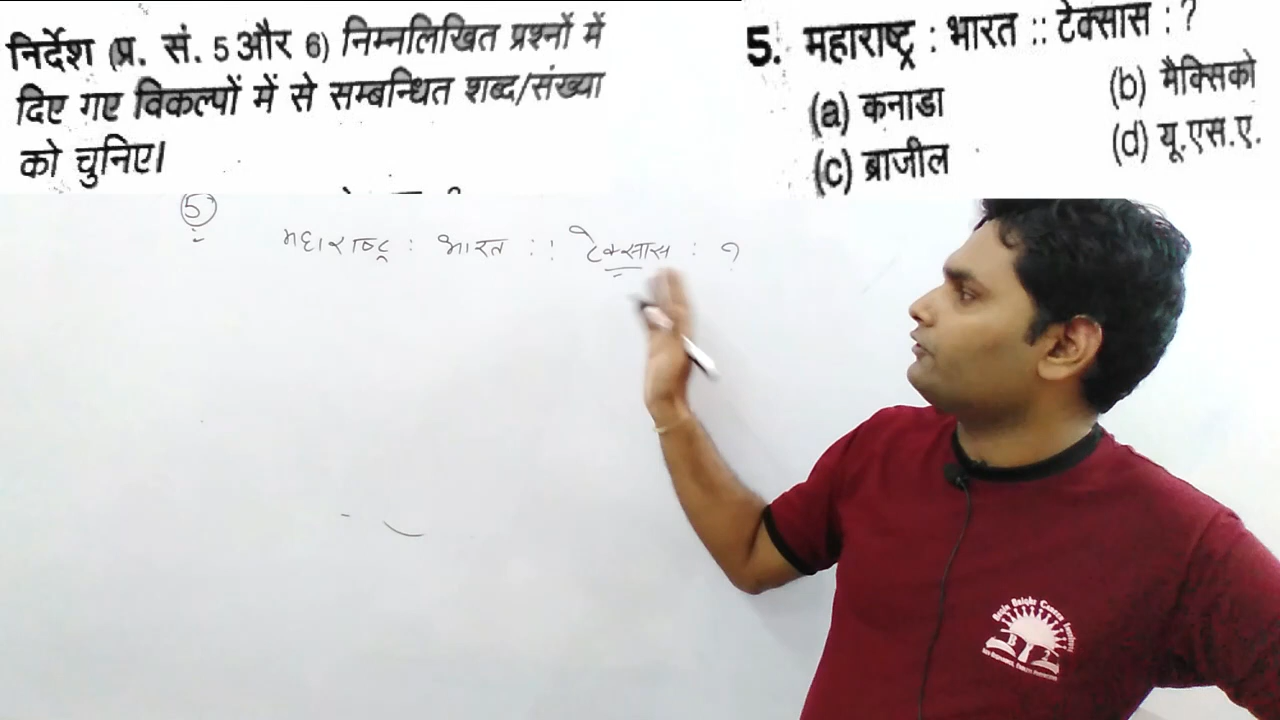 निर्देश (प्र. सं. 5 और 6) निम्नलिखित प्रश्नों में
दिए गए विकल्पों में से सम्बन्धित शब्द/संख्या
को चुनिए।
5. महाराष्ट्र : भारत :: टेक्सास : ?
(a) कनाडा
(b) मैक्सिको
(c) ब्राजील
(d) यू.एस.ए.
5
महाराष्ट्र : भारत :: टेक्सास : ?